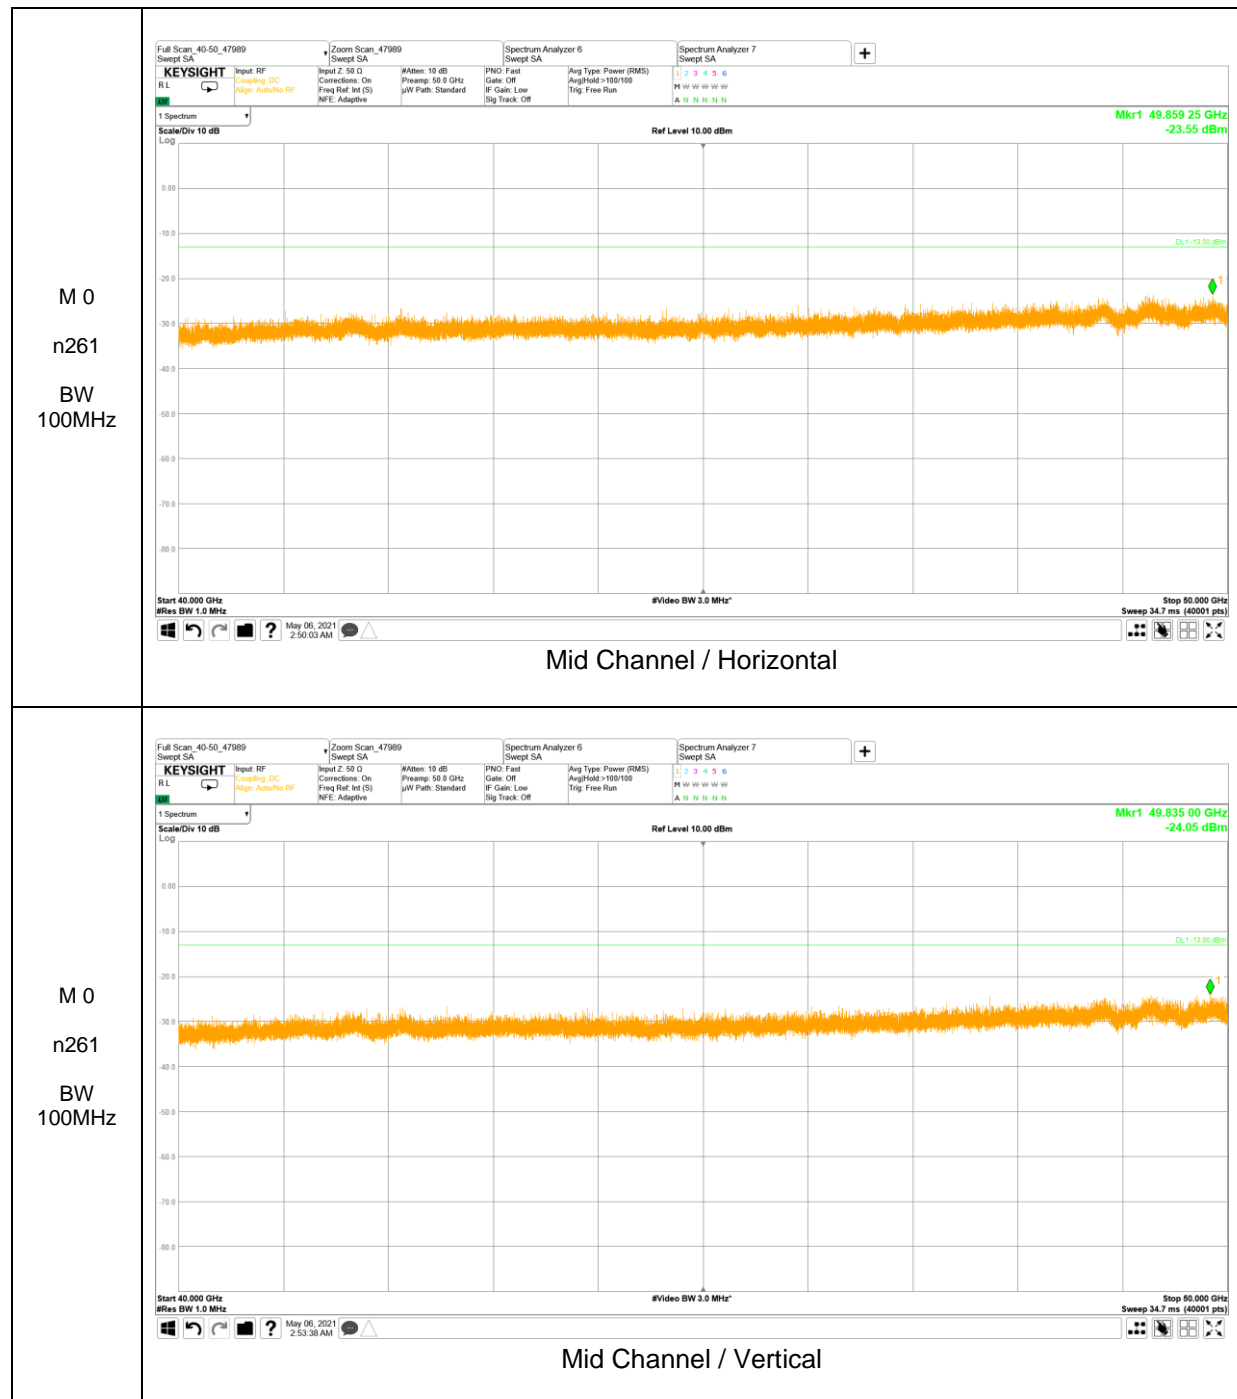 M 0
n261
BW
100MHz
Full Scan_40-50_47989
Swept SA
Zoom Scan_47989
Swept SA
Spectrum Analyzer 6
Swept SA
Spectrum Analyzer 7
Swept SA
KEYSIGHT
R L
Input: RF
Coupling: DC
Align: Auto/No RF
Input Z: 50 Ω
Corrections: On
Freq Ref: Int (S)
NFE: Adaptive
#Atten: 10 dB
Preamp: 50.0 GHz
µW Path: Standard
PNO: Fast
Gate: Off
IF Gain: Low
Sig Track: Off
Avg Type: Power (RMS)
Avg|Hold:>100/100
Trig: Free Run
1 2 3 4 5 6
M W W W W W
A N N N N N
1 Spectrum
Scale/Div 10 dB
Log
Ref Level 10.00 dBm
Mkr1 49.859 25 GHz
-23.55 dBm
0.00
-10.0
DL1 -13.00 dBm
-20.0
1
-30.0
-40.0
-50.0
-60.0
-70.0
-80.0
Start 40.000 GHz
#Res BW 1.0 MHz
#Video BW 3.0 MHz*
Stop 50.000 GHz
Sweep 34.7 ms (40001 pts)
?
May 06, 2021
2:50:03 AM
Mid Channel / Horizontal
M 0
n261
BW
100MHz
Full Scan_40-50_47989
Swept SA
Zoom Scan_47989
Swept SA
Spectrum Analyzer 6
Swept SA
Spectrum Analyzer 7
Swept SA
KEYSIGHT
R L
Input: RF
Coupling: DC
Align: Auto/No RF
Input Z: 50 Ω
Corrections: On
Freq Ref: Int (S)
NFE: Adaptive
#Atten: 10 dB
Preamp: 50.0 GHz
µW Path: Standard
PNO: Fast
Gate: Off
IF Gain: Low
Sig Track: Off
Avg Type: Power (RMS)
Avg|Hold:>100/100
Trig: Free Run
1 2 3 4 5 6
M W W W W W
A N N N N N
1 Spectrum
Scale/Div 10 dB
Log
Ref Level 10.00 dBm
Mkr1 49.835 00 GHz
-24.05 dBm
0.00
-10.0
DL1 -13.00 dBm
-20.0
1
-30.0
-40.0
-50.0
-60.0
-70.0
-80.0
Start 40.000 GHz
#Res BW 1.0 MHz
#Video BW 3.0 MHz*
Stop 50.000 GHz
Sweep 34.7 ms (40001 pts)
?
May 06, 2021
2:53:38 AM
Mid Channel / Vertical